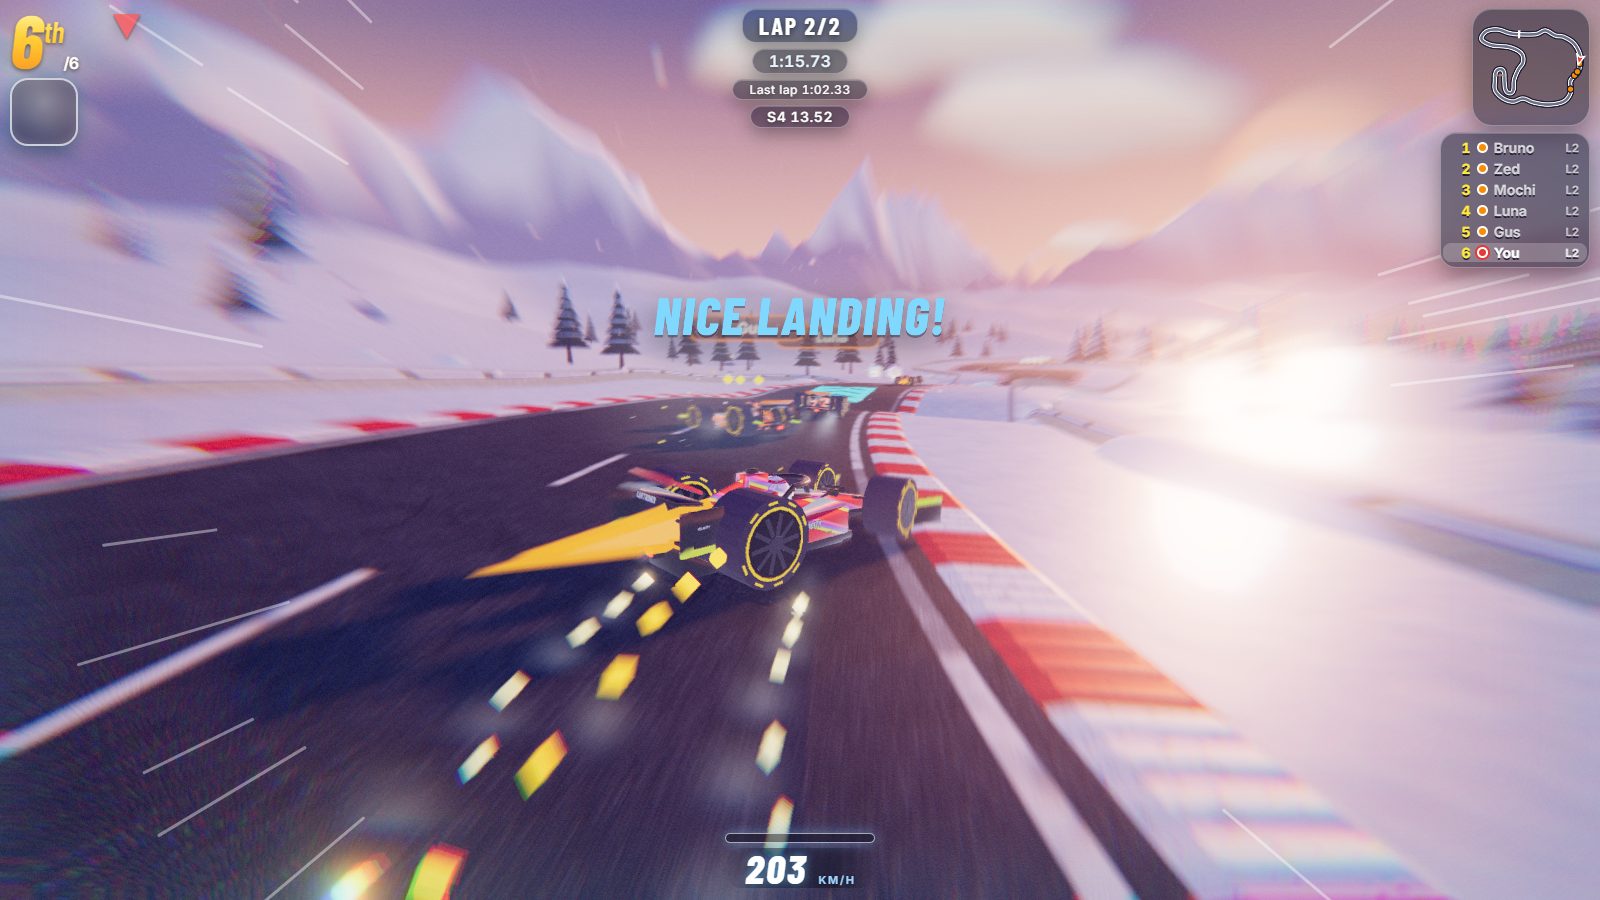 6th
/6
LAP 2/2
1:15.73
Last lap 1:02.33
S4 13.52
1 Bruno L2
2 Zed L2
3 Mochi L2
4 Luna L2
5 Gus L2
6 You L2
NICE LANDING!
203 KM/H